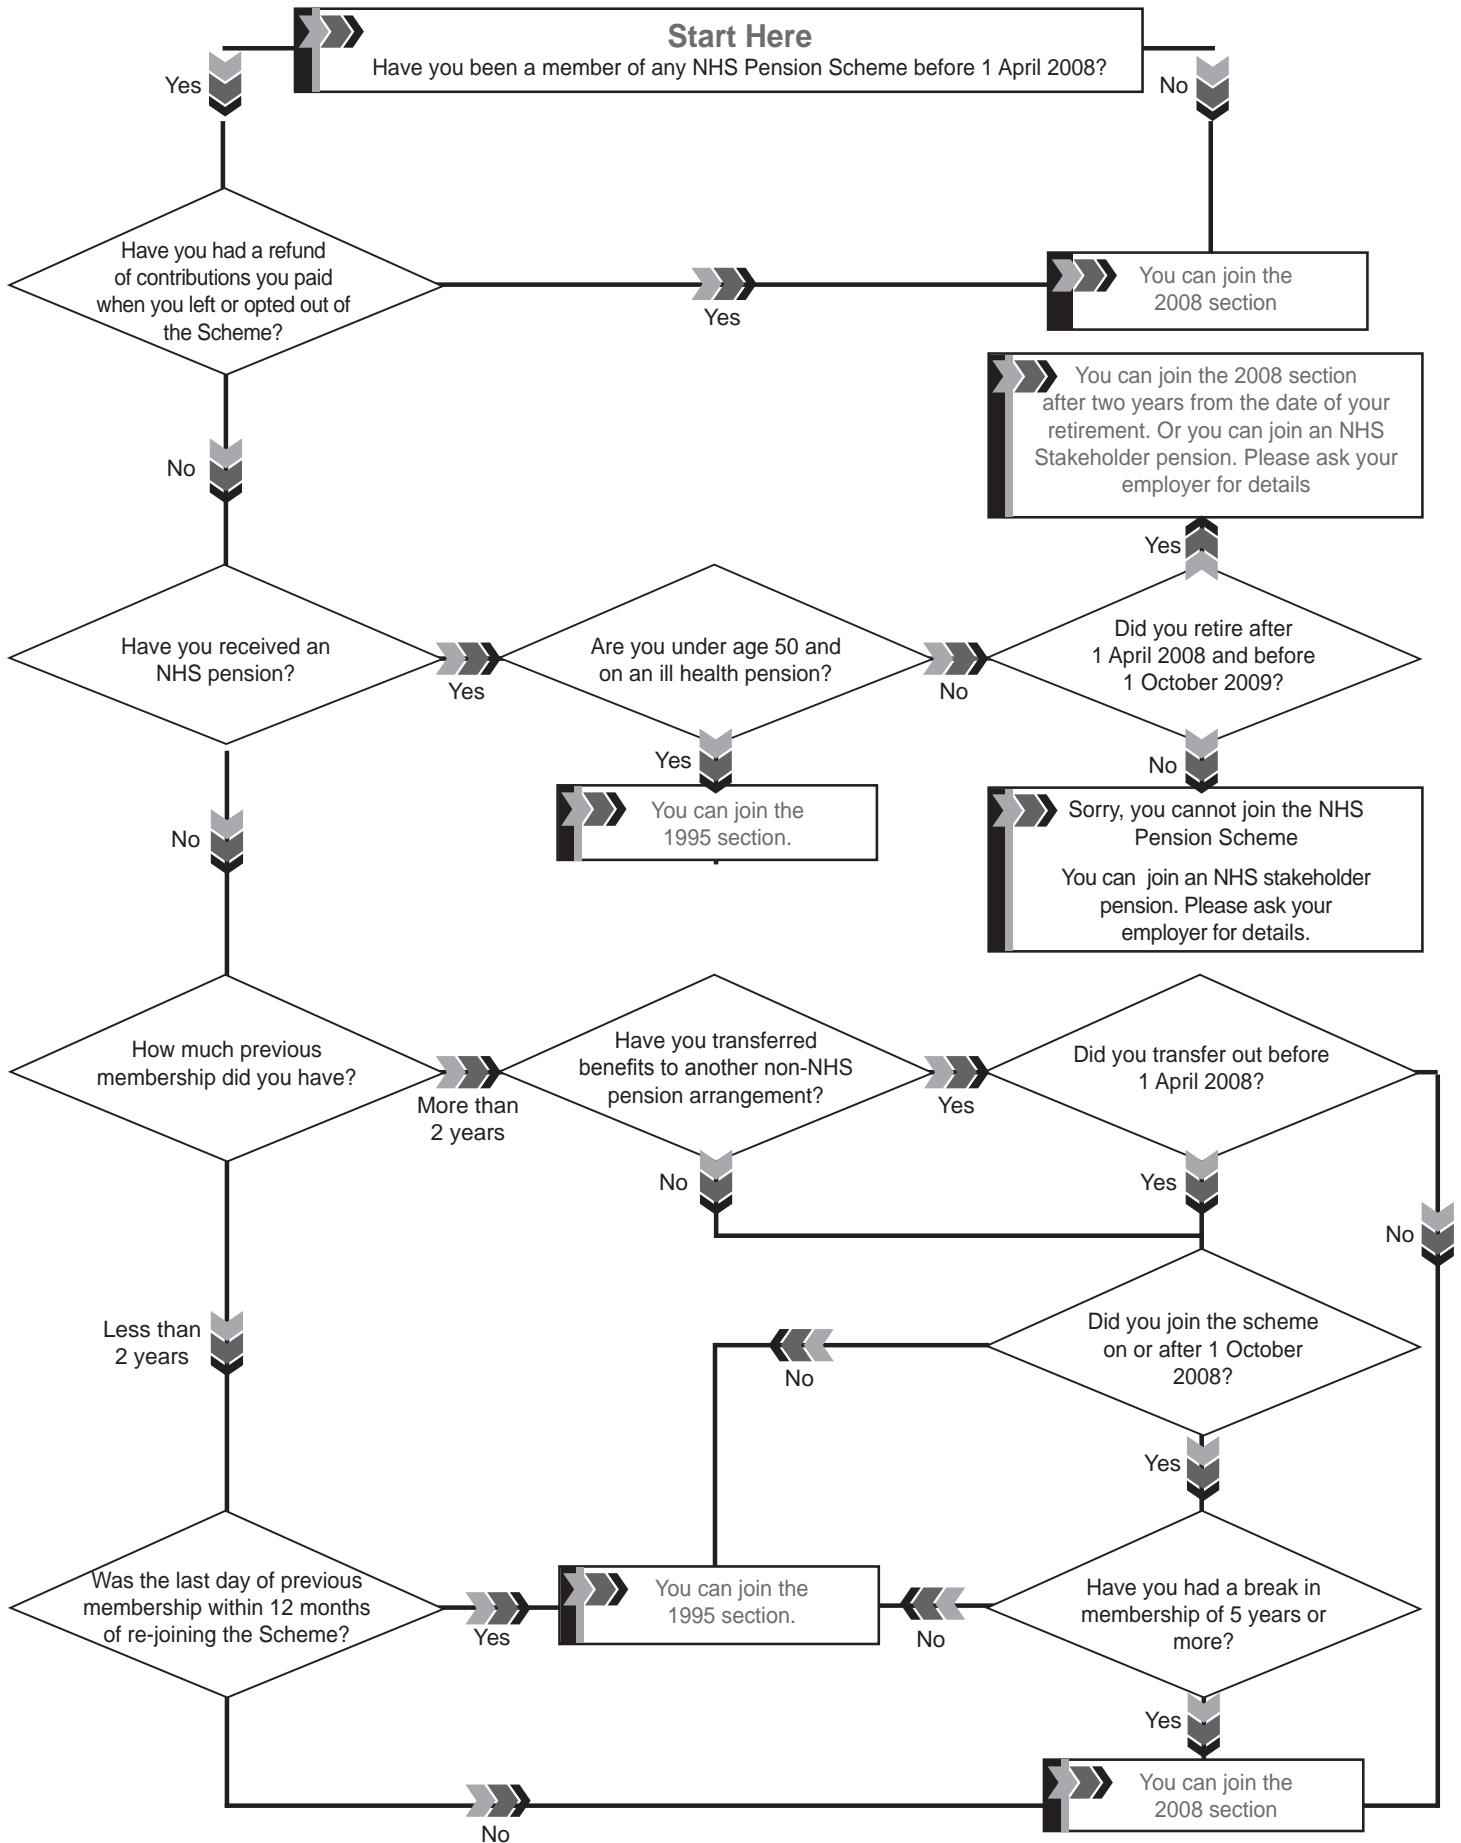 Start Here
Have you been a member of any NHS Pension Scheme before 1 April 2008?
Yes
No
Have you had a refund
of contributions you paid
when you left or opted out of
the Scheme?
Yes
You can join the
2008 section
No
You can join the 2008 section
after two years from the date of your
retirement. Or you can join an NHS
Stakeholder pension. Please ask your
employer for details
Yes
Have you received an
NHS pension?
Yes
Are you under age 50 and
on an ill health pension?
No
Did you retire after
1 April 2008 and before
1 October 2009?
Yes
You can join the
1995 section.
No
Sorry, you cannot join the NHS
Pension Scheme
You can join an NHS stakeholder
pension. Please ask your
employer for details.
No
How much previous
membership did you have?
More than
2 years
Have you transferred
benefits to another non-NHS
pension arrangement?
Yes
Did you transfer out before
1 April 2008?
No
Yes
No
Less than
2 years
Did you join the scheme
on or after 1 October
2008?
No
Yes
Was the last day of previous
membership within 12 months
of re-joining the Scheme?
Yes
You can join the
1995 section.
No
Have you had a break in
membership of 5 years or
more?
Yes
No
You can join the
2008 section